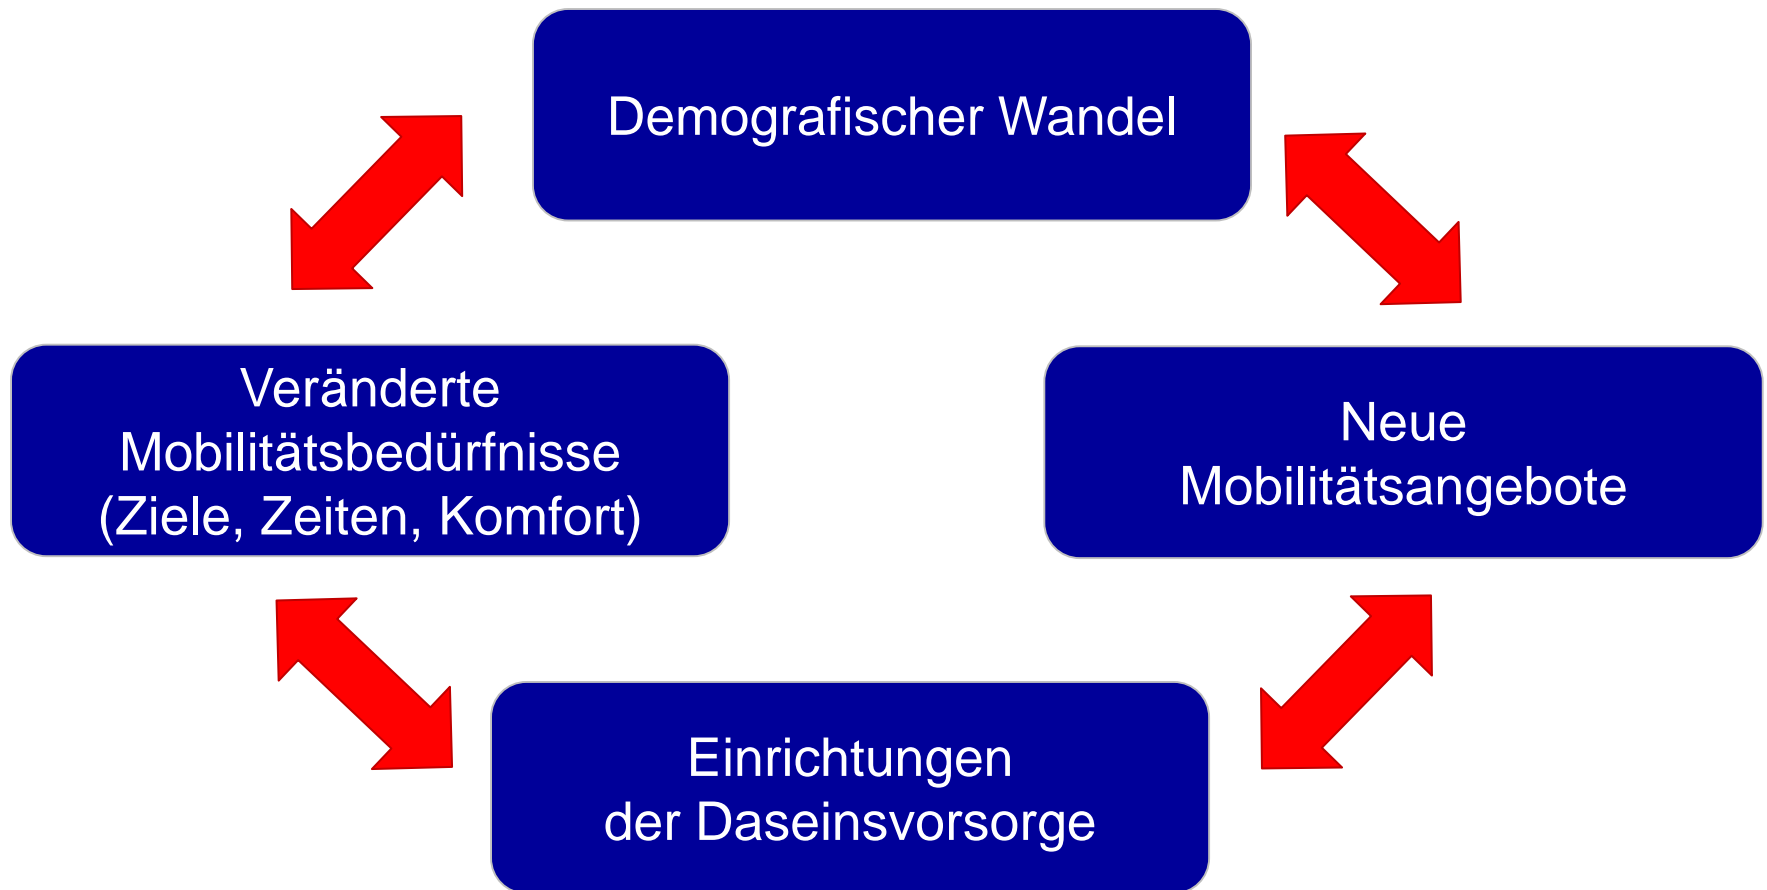 Demografischer Wandel
Veränderte
Mobilitätsbedürfnisse
(Ziele, Zeiten, Komfort)
Neue
Mobilitätsangebote
Einrichtungen
der Daseinsvorsorge